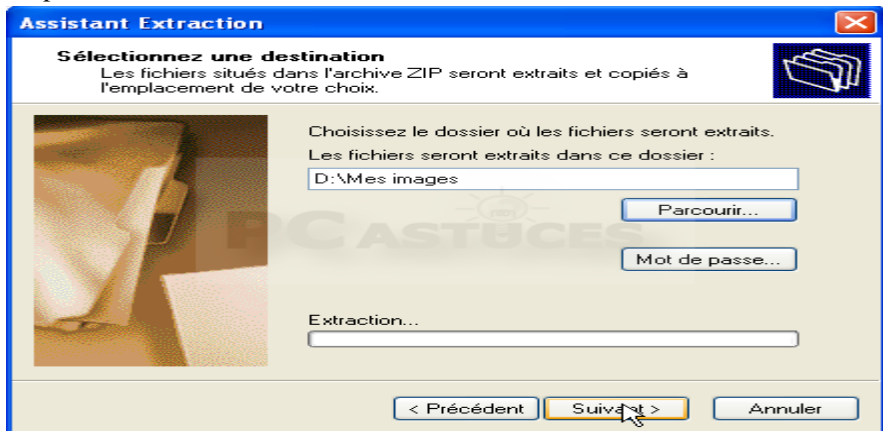 Assistant Extraction
Sélectionnez une destination
Les fichiers situés dans l'archive ZIP seront extraits et copiés à
l'emplacement de votre choix.
Choisissez le dossier où les fichiers seront extraits.
Les fichiers seront extraits dans ce dossier :
D:\Mes images
Parcourir...
PC ASTUCES
Mot de passe...
Extraction...
< Précédent
Suivant >
Annuler